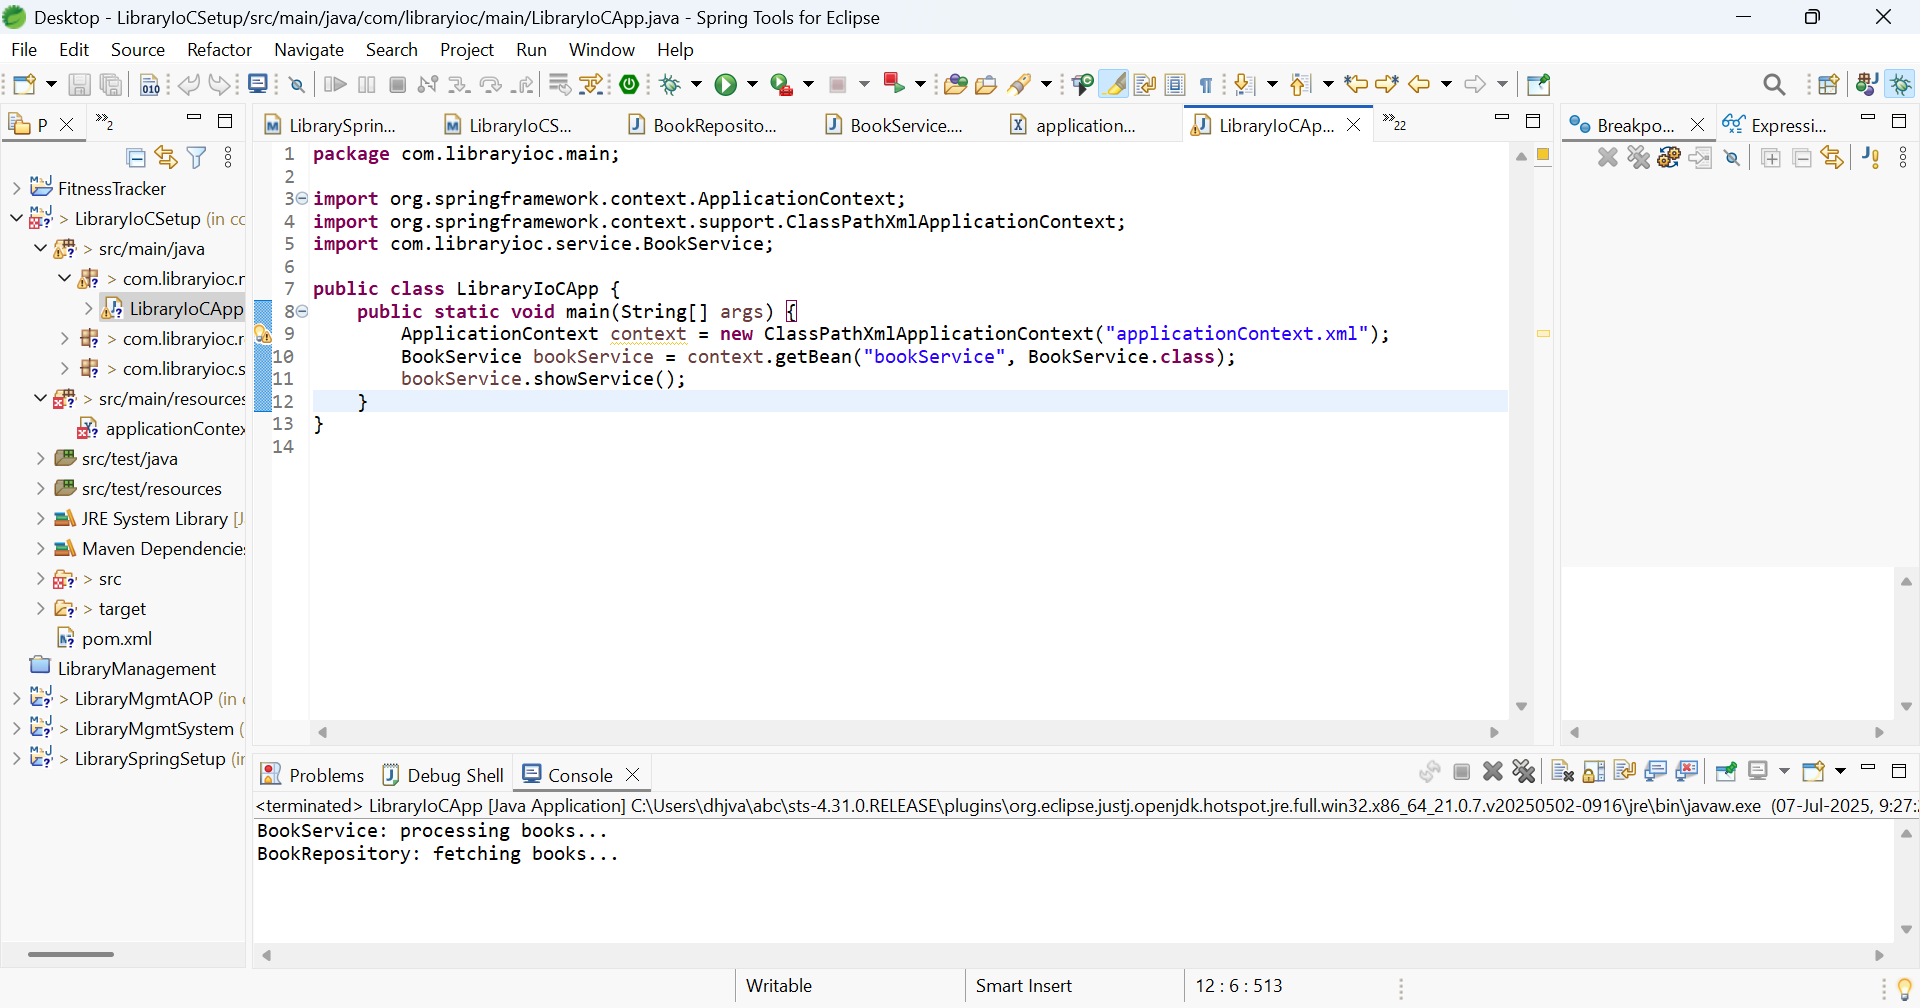 Desktop - LibraryIoCSetup/src/main/java/com/libraryioc/main/LibraryIoCApp.java - Spring Tools for Eclipse
File Edit Source Refactor Navigate Search Project Run Window Help
P
»2
LibrarySprin...
LibraryIoCS...
BookReposito...
BookService....
application...
LibraryIoCAp...
»22
Breakpo...
Expressi...
FitnessTracker
> LibraryIoCSetup (in cc
> src/main/java
> com.libraryioc.r
LibraryIoCApp
> com.libraryioc.r
> com.libraryioc.s
> src/main/resources
applicationContex
src/test/java
src/test/resources
JRE System Library [J
Maven Dependencies
> src
> target
pom.xml
LibraryManagement
> LibraryMgmtAOP (in
> LibraryMgmtSystem (
> LibrarySpringSetup (ir
1 package com.libraryioc.main;
2
3 import org.springframework.context.ApplicationContext;
4 import org.springframework.context.support.ClassPathXmlApplicationContext;
5 import com.libraryioc.service.BookService;
6
7 public class LibraryIoCApp {
8     public static void main(String[] args) {
9         ApplicationContext context = new ClassPathXmlApplicationContext("applicationContext.xml");
10         BookService bookService = context.getBean("bookService", BookService.class);
11         bookService.showService();
12     }
13 }
14
Problems
Debug Shell
Console
<terminated> LibraryIoCApp [Java Application] C:\Users\dhjva\abc\sts-4.31.0.RELEASE\plugins\org.eclipse.justj.openjdk.hotspot.jre.full.win32.x86_64_21.0.7.v20250502-0916\jre\bin\javaw.exe (07-Jul-2025, 9:27:
BookService: processing books...
BookRepository: fetching books...
Writable
Smart Insert
12 : 6 : 513